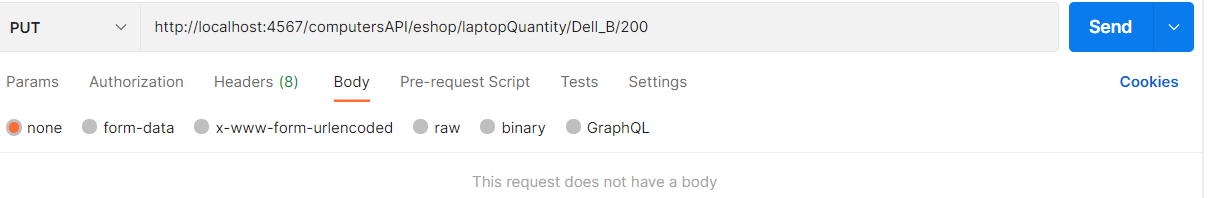 PUT http://localhost:4567/computersAPI/eshop/laptopQuantity/Dell_B/200 Send
Params Authorization Headers (8) Body Pre-request Script Tests Settings Cookies
none form-data x-www-form-urlencoded raw binary GraphQL
This request does not have a body